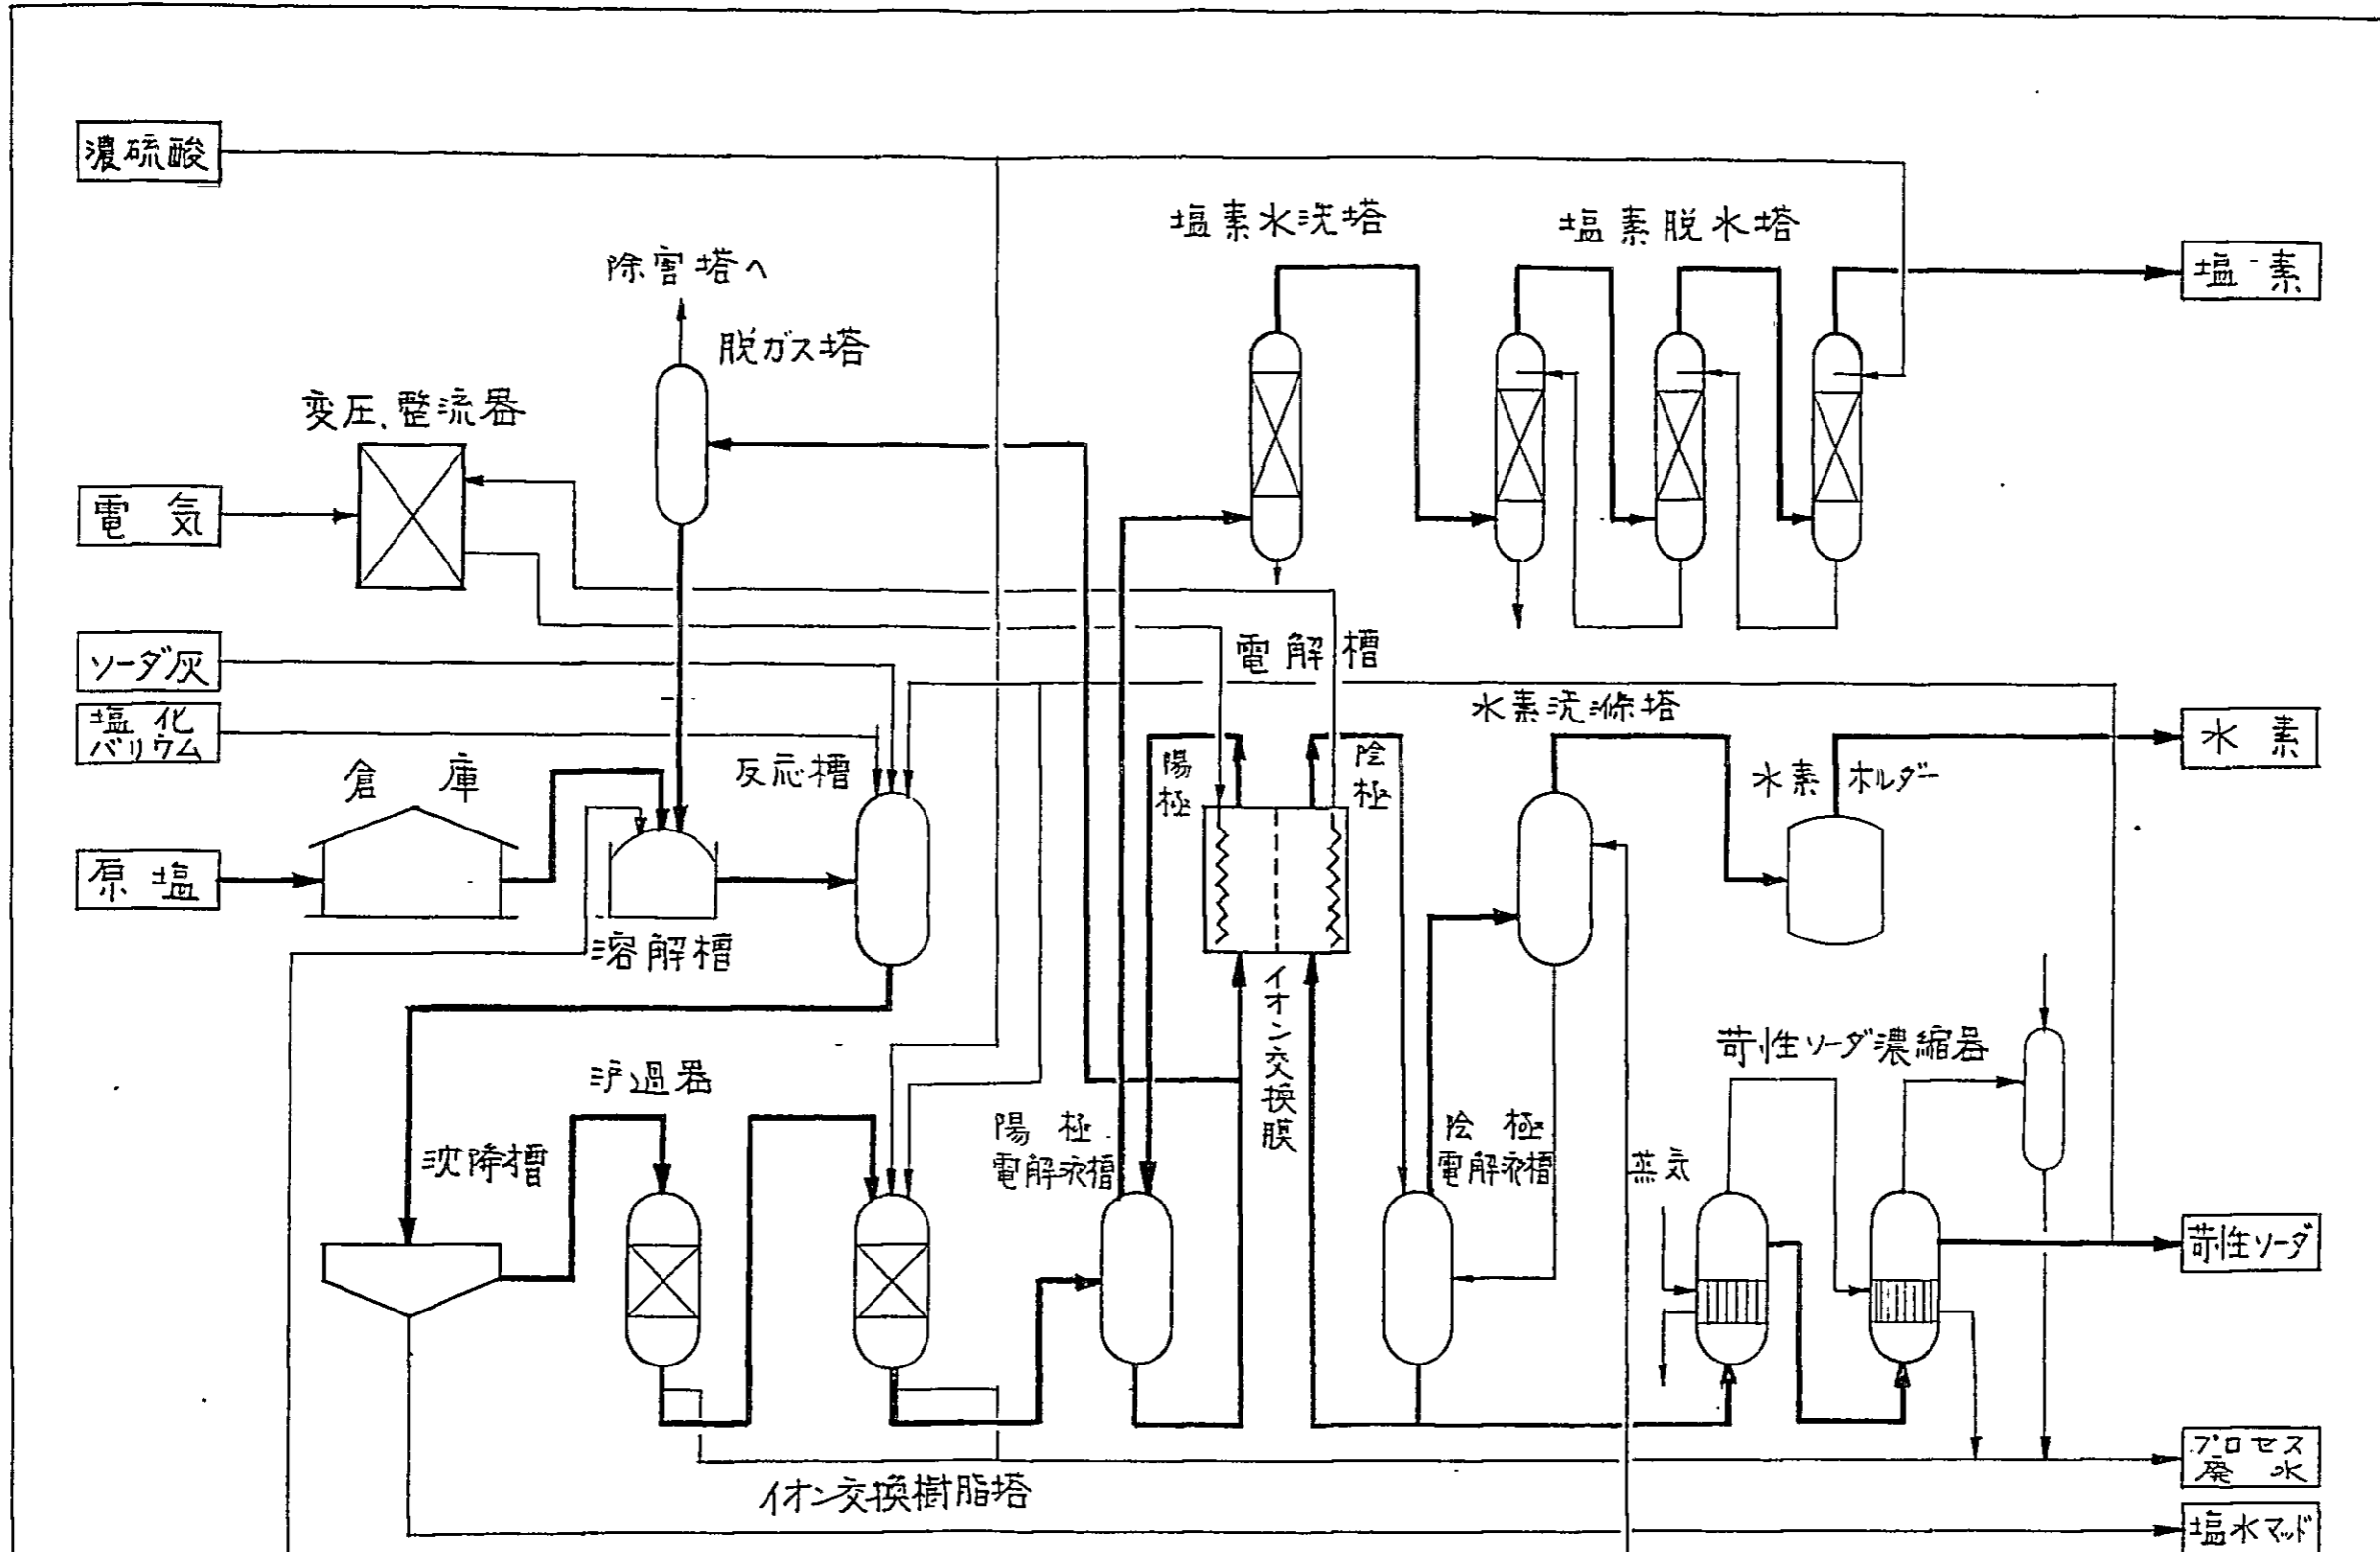 濃硫酸
塩素水洗塔
塩素脱水塔
除害塔へ
塩素
脱ガス塔
変圧、整流器
電気
ソーダ灰
電解槽
塩化
バリウム
水素洗滌塔
水素
倉庫
反応槽
陽極
陰極
水素ホルダー
原塩
溶解槽
イオン交換膜
苛性ソーダ濃縮器
沪過器
沈降槽
陽極
電解液槽
陰極
電解液槽
蒸気
苛性ソーダ
プロセス
廃水
イオン交換樹脂塔
塩水マッド